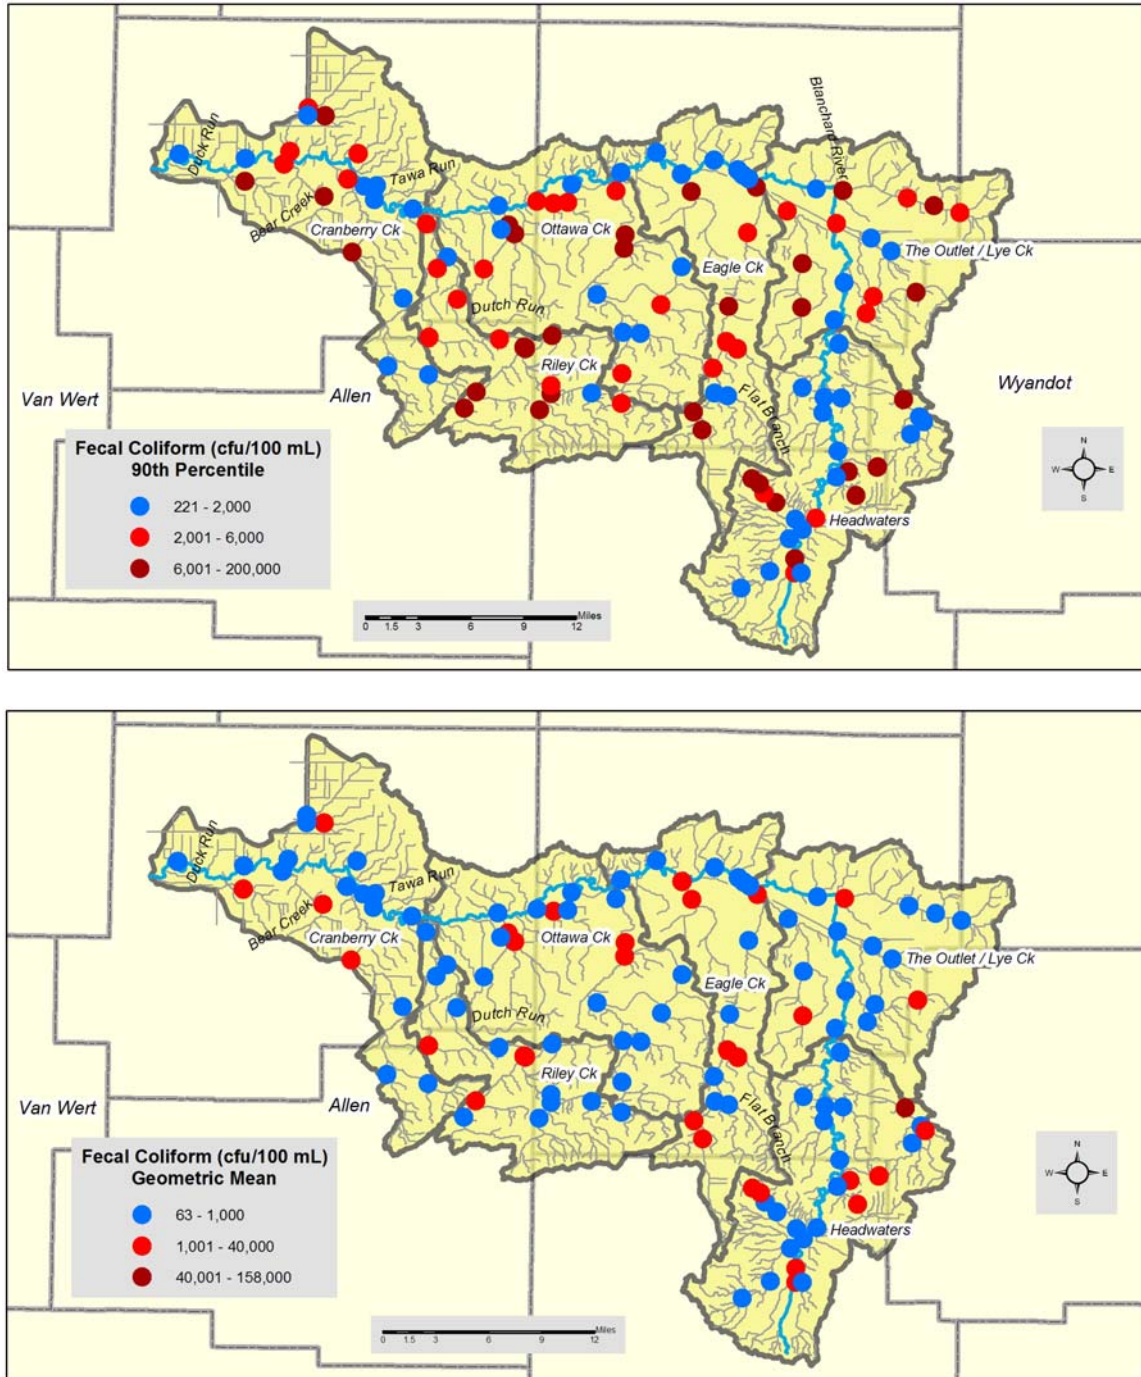 Blanchard River
Duck Run
Tawa Run
Bear Creek
Cranberry Ck
Ottawa Ck
The Outlet / Lye Ck
Eagle Ck
Dutch Run
Riley Ck
Van Wert
Allen
Wyandot
Flat Branch
Fecal Coliform (cfu/100 mL)
90th Percentile
221 - 2,000
2,001 - 6,000
6,001 - 200,000
N
W E
S
Headwaters
Miles
0 1.5 3 6 9 12
Duck Run
Tawa Run
Bear Creek
Cranberry Ck
Ottawa Ck
The Outlet / Lye Ck
Eagle Ck
Dutch Run
Riley Ck
Van Wert
Allen
Wyandot
Flat Branch
Fecal Coliform (cfu/100 mL)
Geometric Mean
63 - 1,000
1,001 - 40,000
40,001 - 158,000
N
W E
S
Headwaters
Miles
0 1.5 3 6 9 12